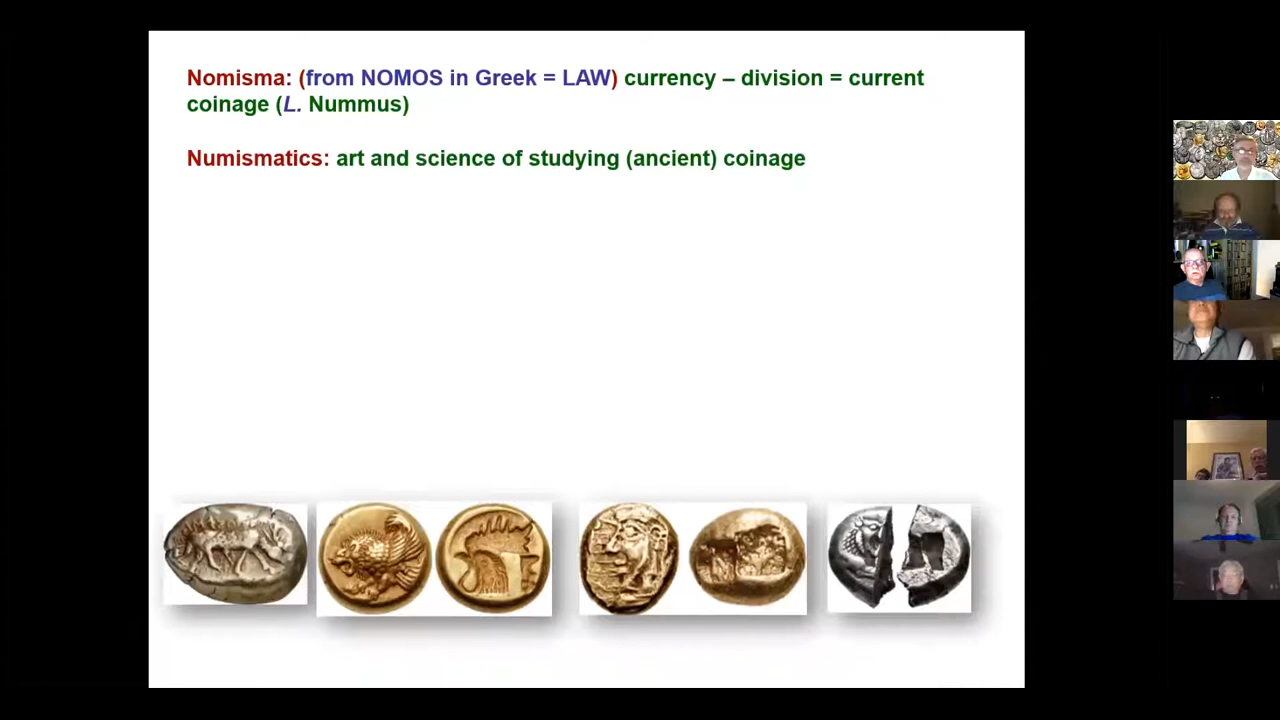 Nomisma: (from NOMOS in Greek = LAW) currency – division = current
coinage (L. Nummus)
Numismatics: art and science of studying (ancient) coinage